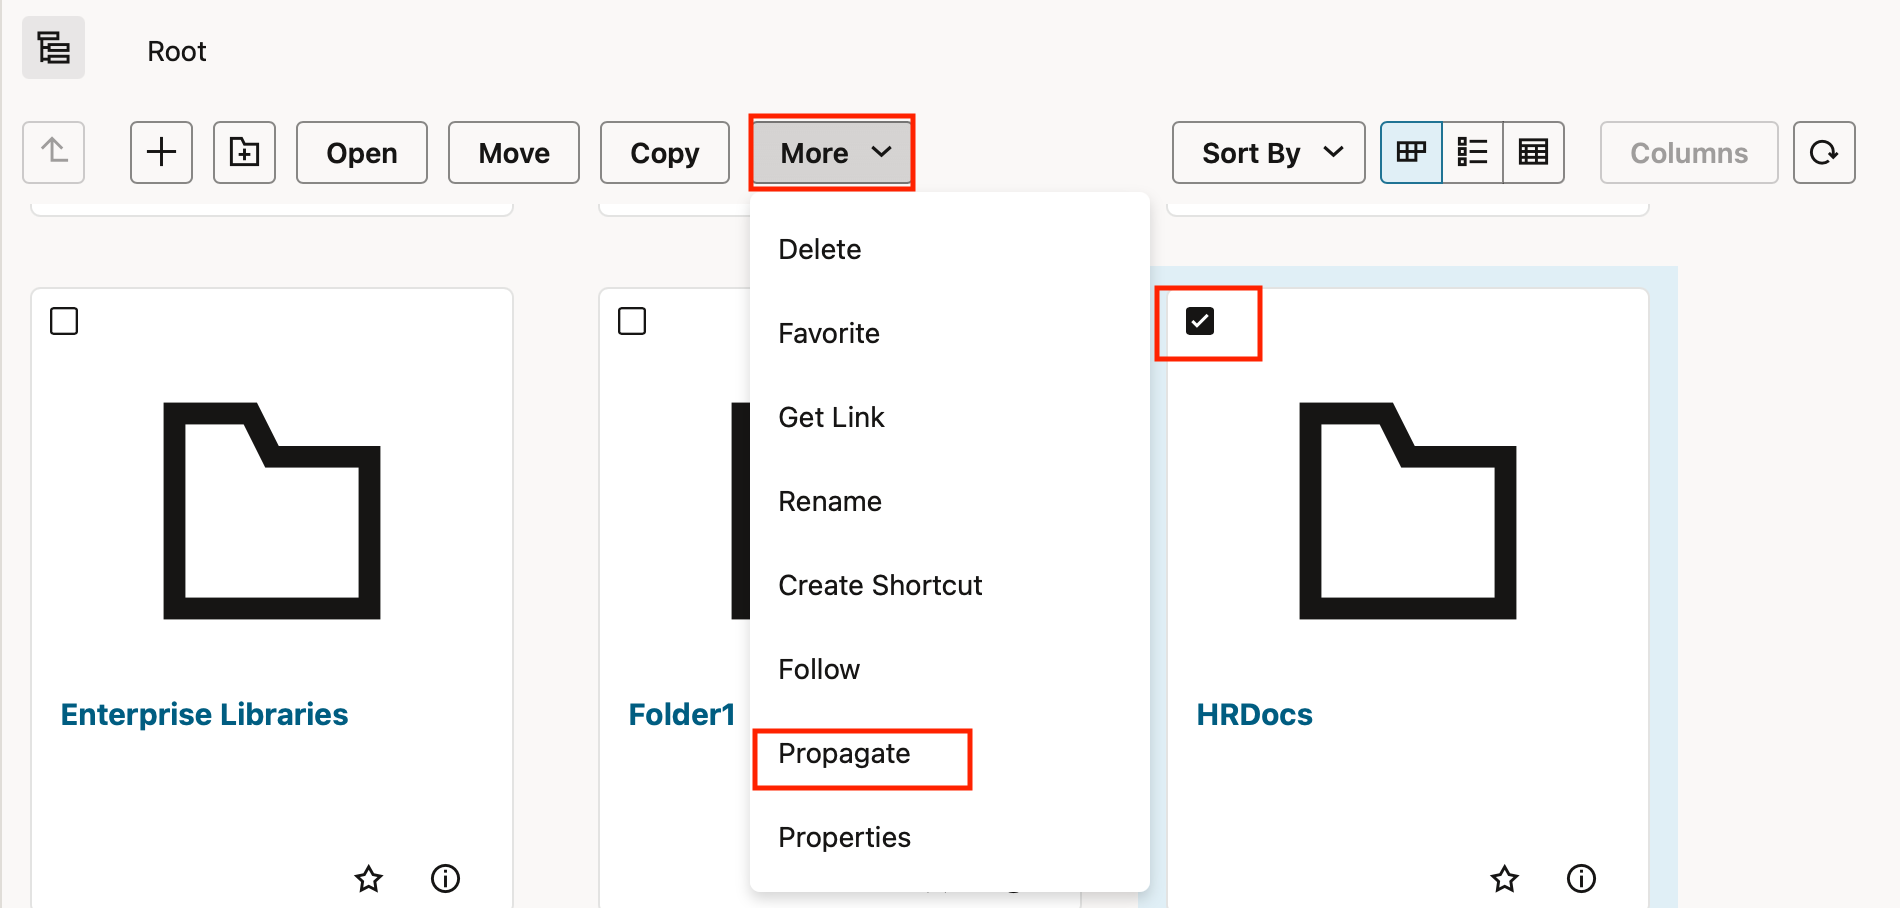 Root
Open
Move
Copy
More
Sort By
Columns
Delete
Favorite
Get Link
Rename
Create Shortcut
Follow
Propagate
Properties
Enterprise Libraries
Folder1
HRDocs